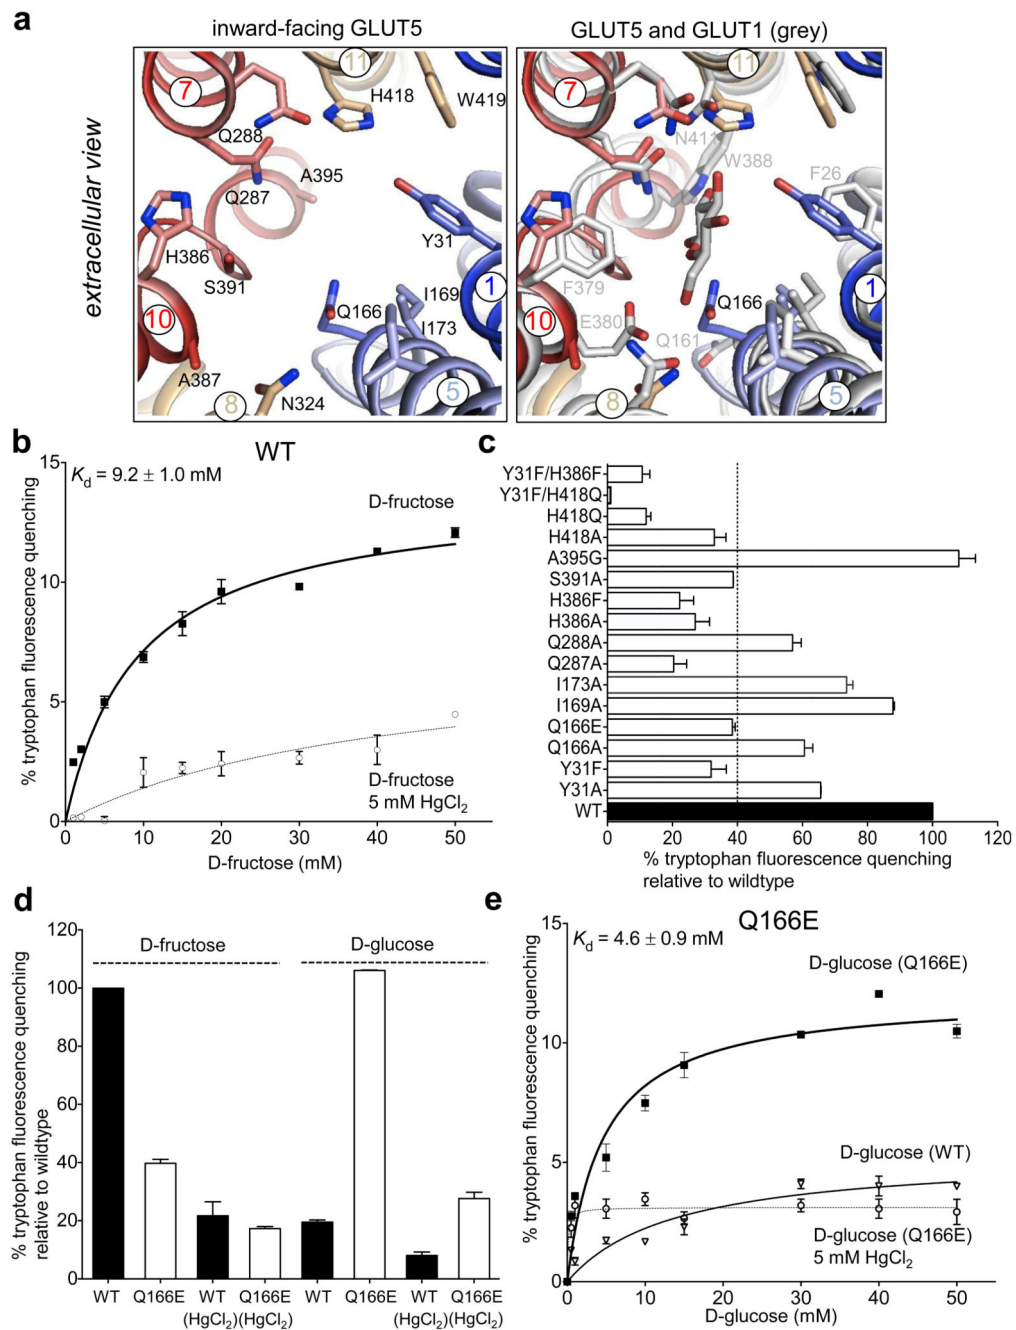 a
inward-facing GLUT5
GLUT5 and GLUT1 (grey)
extracellular view
7
11
H418
W419
Q288
A395
Q287
Y31
H386
S391
1
Q166
I169
10
I173
A387
8
N324
5
7
11
N411
W388
F26
F379
Q166
1
10
E380
Q161
8
5
b
WT
Kd = 9.2 ± 1.0 mM
D-fructose
D-fructose
5 mM HgCl2
% tryptophan fluorescence quenching
15
10
5
0
0
10
20
30
40
50
D-fructose (mM)
c
Y31F/H386F
Y31F/H418Q
H418Q
H418A
A395G
S391A
H386F
H386A
Q288A
Q287A
I173A
I169A
Q166E
Q166A
Y31F
Y31A
WT
0
20
40
60
80
100
120
% tryptophan fluorescence quenching
relative to wildtype
d
D-fructose
D-glucose
% tryptophan fluorescence quenching
relative to wildtype
120
100
80
60
40
20
0
WT
Q166E
WT
Q166E
WT
Q166E
WT
Q166E
(HgCl2)(HgCl2)
(HgCl2)(HgCl2)
e
Q166E
Kd = 4.6 ± 0.9 mM
D-glucose (Q166E)
D-glucose (WT)
D-glucose (Q166E)
5 mM HgCl2
% tryptophan fluorescence quenching
15
10
5
0
0
10
20
30
40
50
D-glucose (mM)